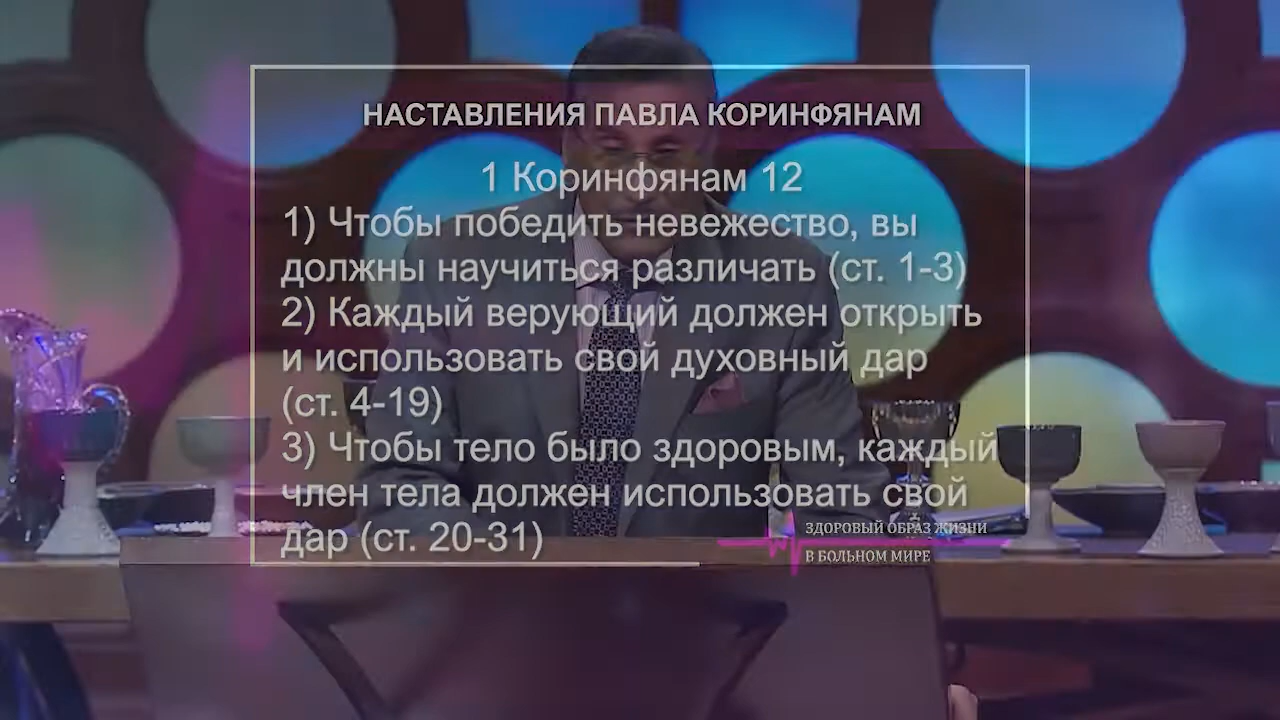 НАСТАВЛЕНИЯ ПАВЛА КОРИНФЯНАМ
1 Коринфянам 12
1) Чтобы победить невежество, вы
должны научиться различать (ст. 1-3)
2) Каждый верующий должен открыть
и использовать свой духовный дар
(ст. 4-19)
3) Чтобы тело было здоровым, каждый
член тела должен использовать свой
дар (ст. 20-31)
ЗДОРОВЫЙ ОБРАЗ ЖИЗНИ
В БОЛЬНОМ МИРЕ